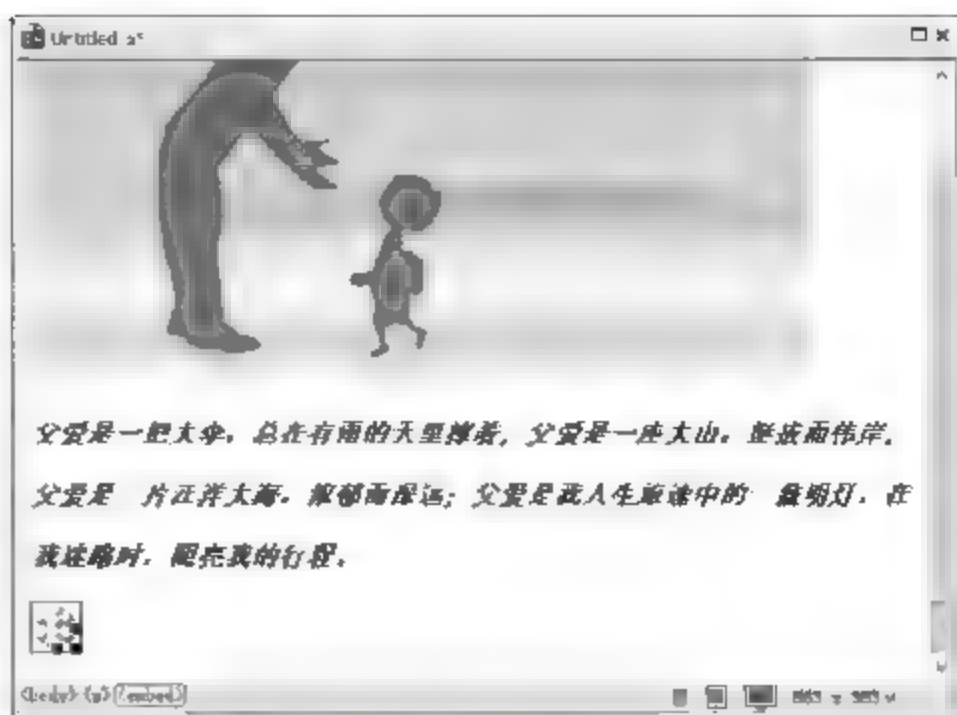 Untitled
父爱是一把大伞，总在有雨的天里撑着，父爱是一座大山，坚拔而伟岸，
父爱是 片汪洋大海，而深远；父爱是我人生旅途中的 盏明灯，在
我迷路时，照亮我的行程。
<body> <p> <embed>